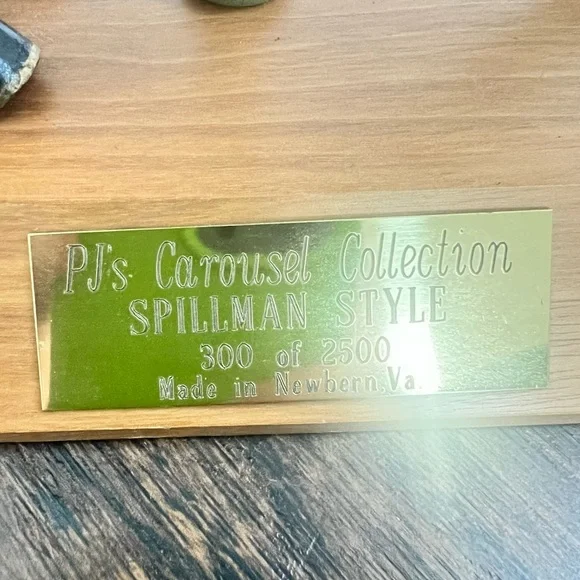 PJ's Carousel Collection
SPILLMAN STYLE
300 of 2500
Made in Newbern, Va.